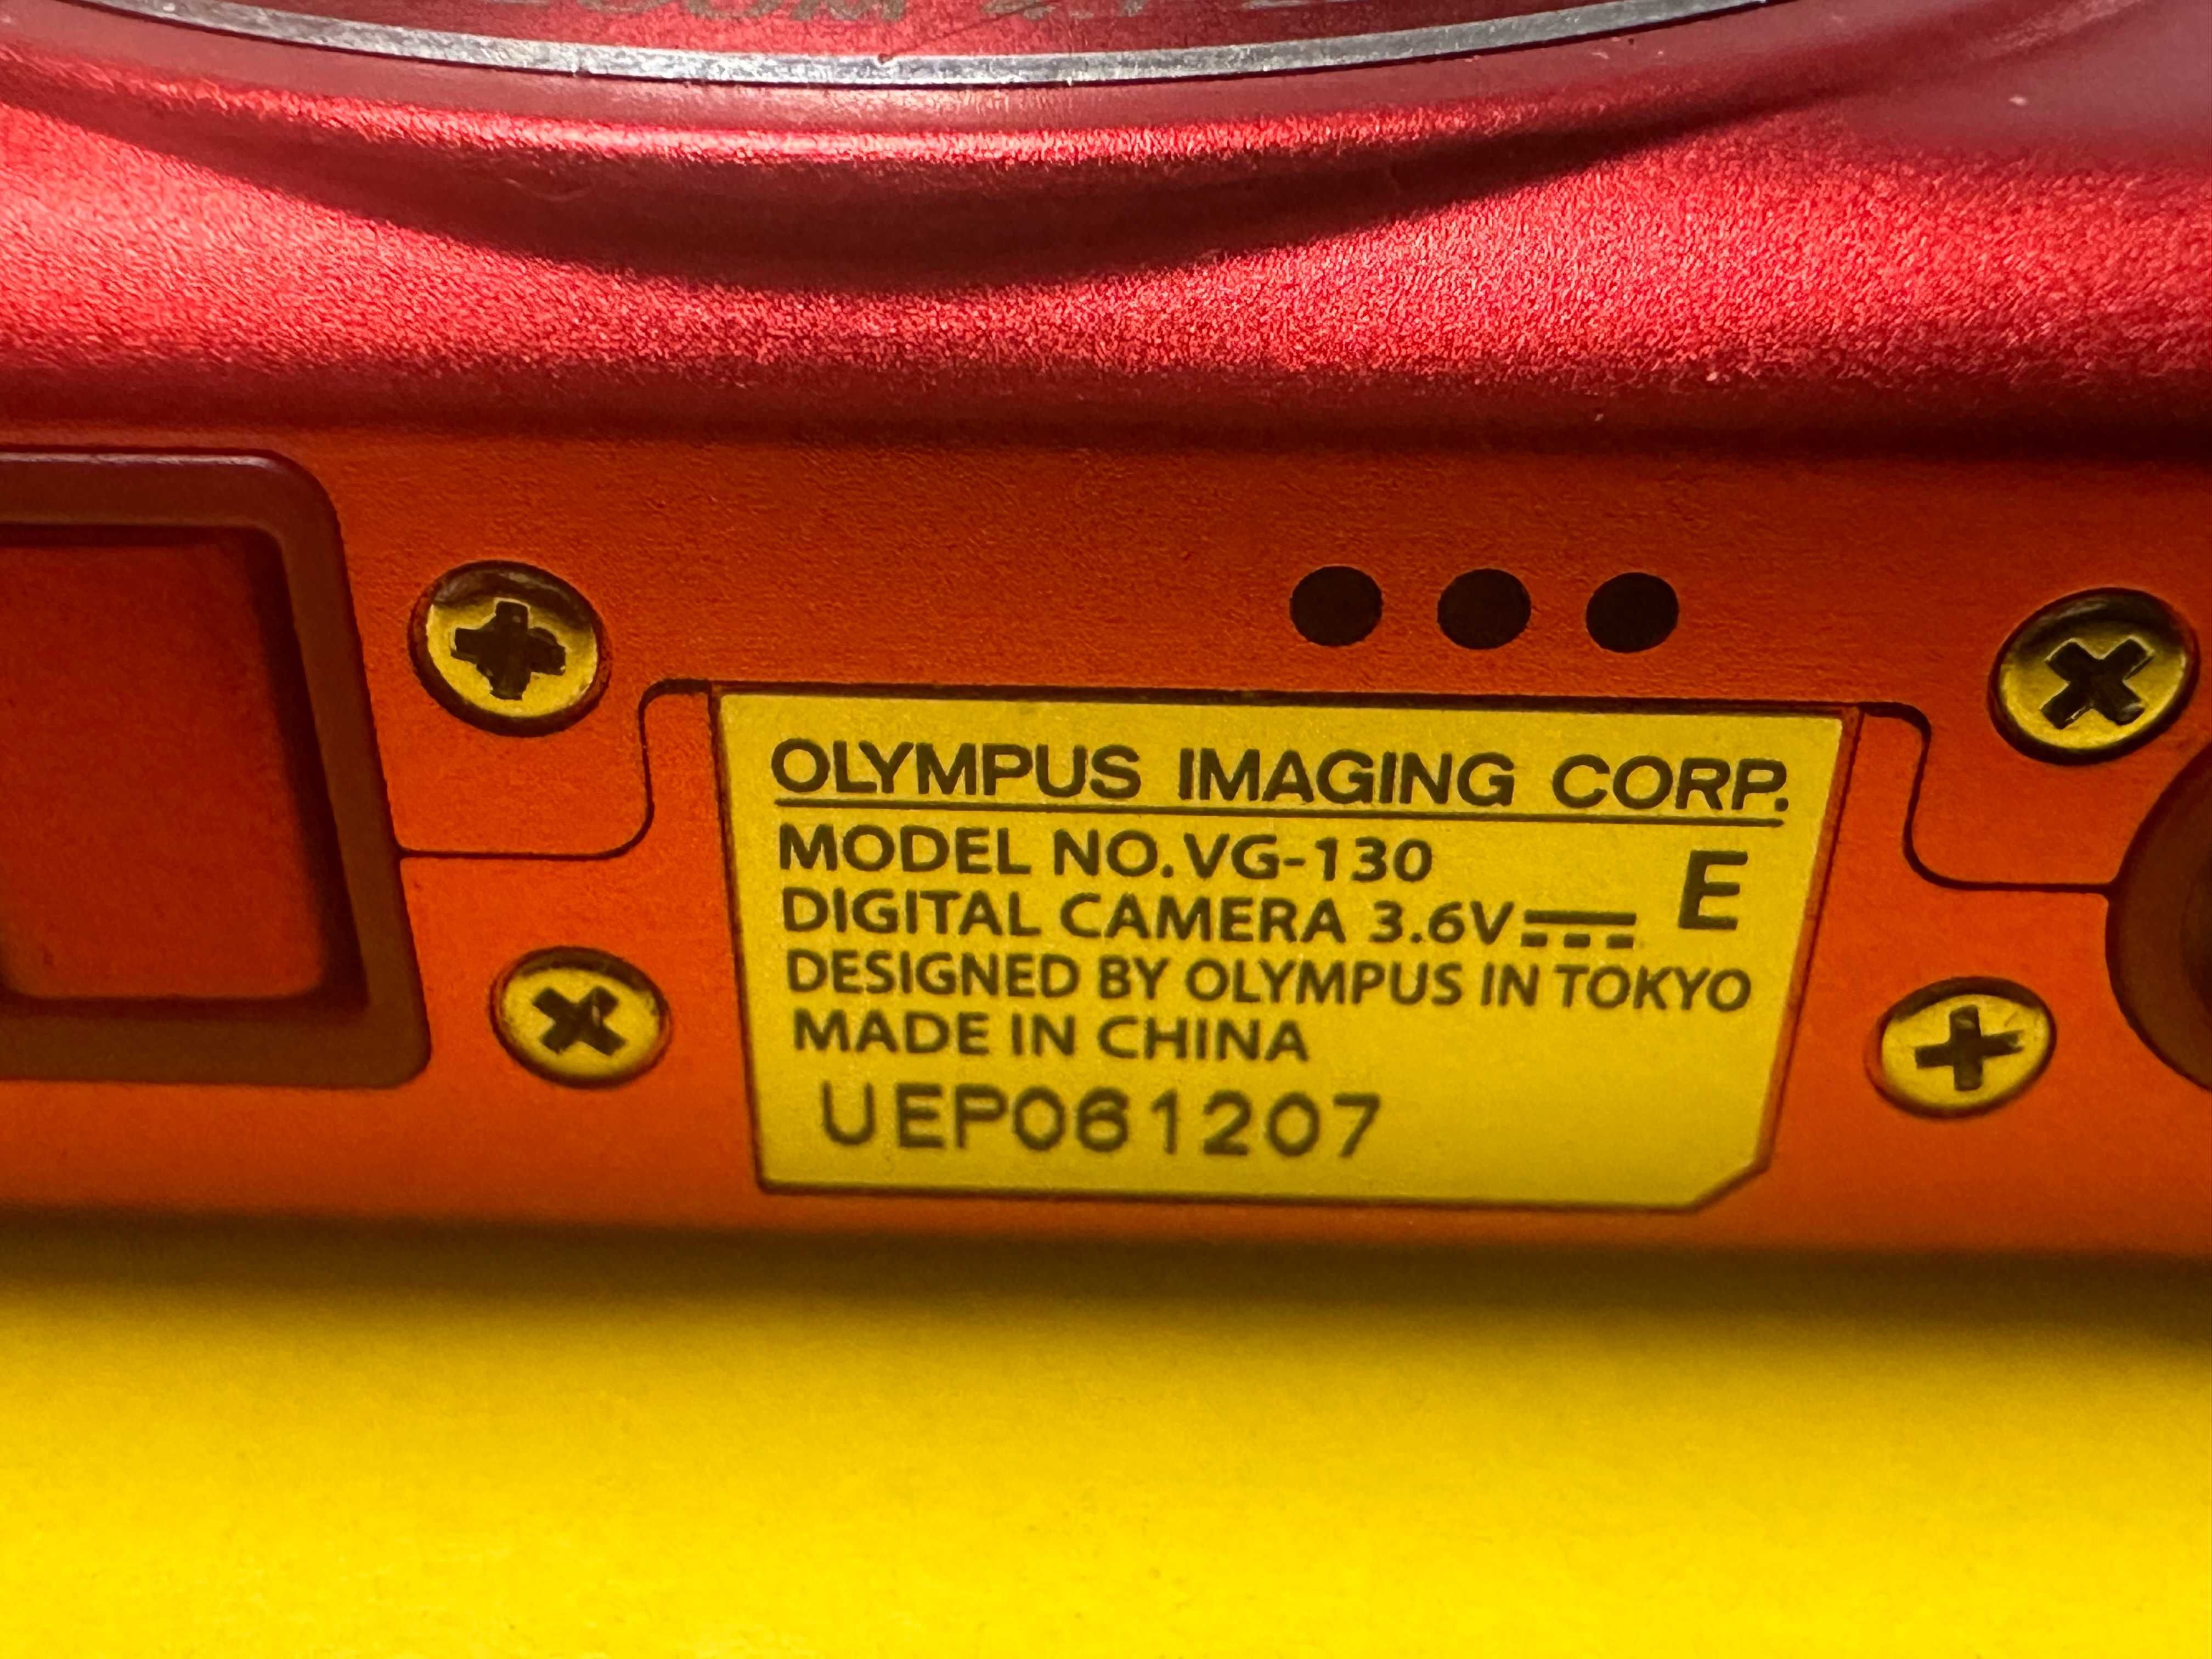 OLYMPUS IMAGING CORP.
MODEL NO. VG-130
E
DIGITAL CAMERA 3.6V⎓
DESIGNED BY OLYMPUS IN TOKYO
MADE IN CHINA
UEP061207